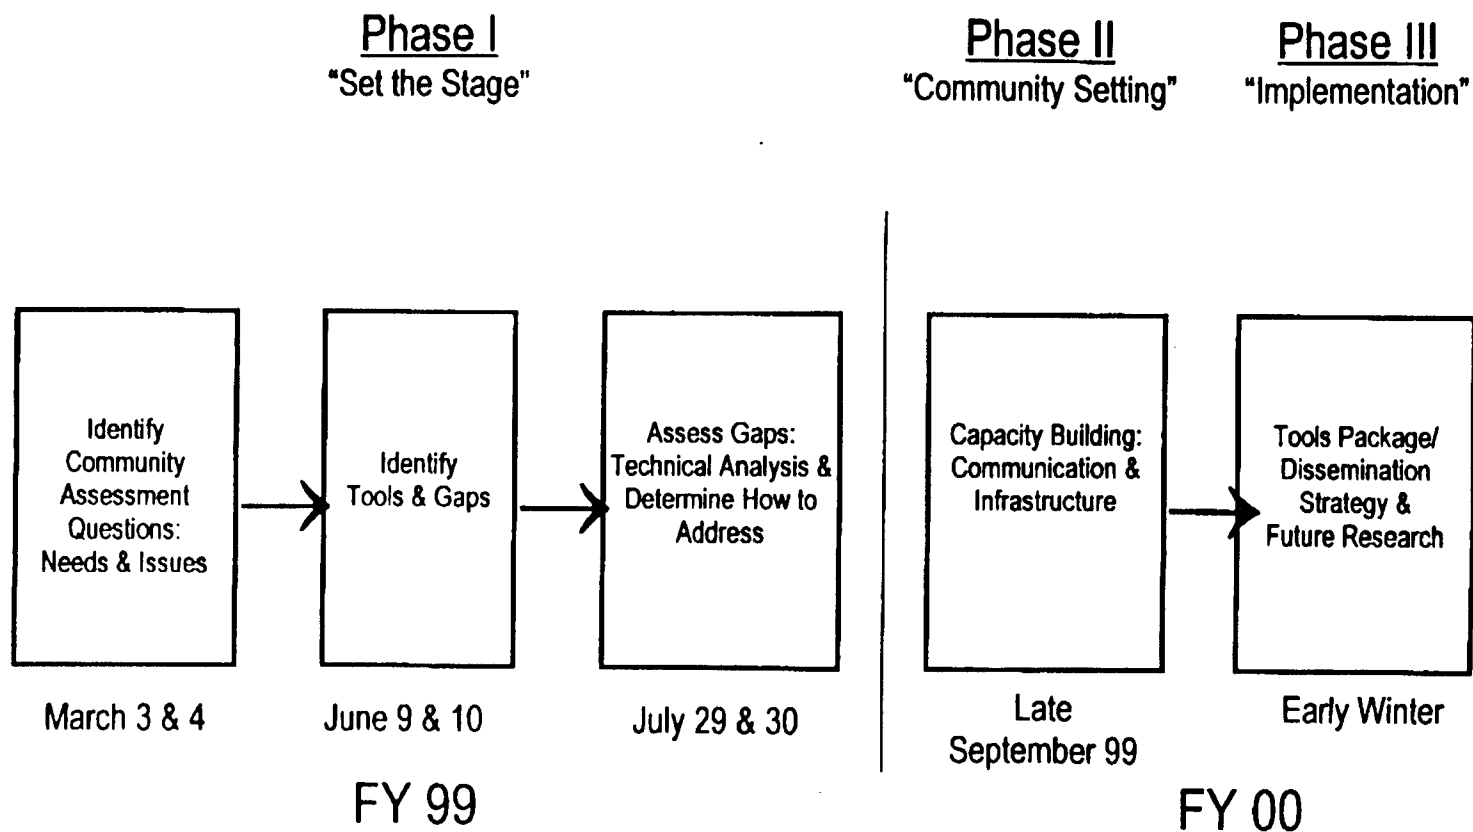 Phase I
"Set the Stage"
Phase II
"Community Setting"
Phase III
"Implementation"
Identify
Community
Assessment
Questions:
Needs & Issues
Identify
Tools & Gaps
Assess Gaps:
Technical Analysis &
Determine How to
Address
Capacity Building:
Communication &
Infrastructure
Tools Package/
Dissemination
Strategy &
Future Research
March 3 & 4
June 9 & 10
July 29 & 30
Late
September 99
Early Winter
FY 99
FY 00